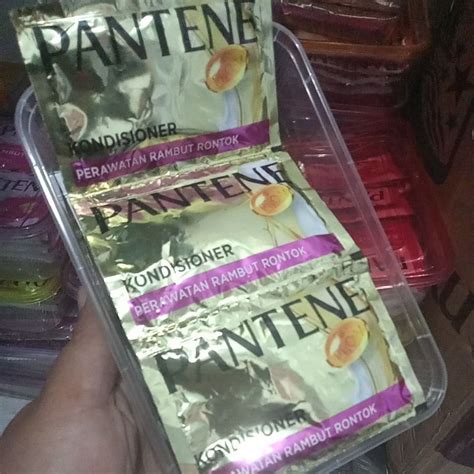 PANTENE
KONDISIONER
PERAWATAN RAMBUT RONTOK
PANTENE
KONDISIONER
PERAWATAN RAMBUT RONTOK
PANTENE
KONDISIONER
PERAWATAN RAMBUT RONTOK